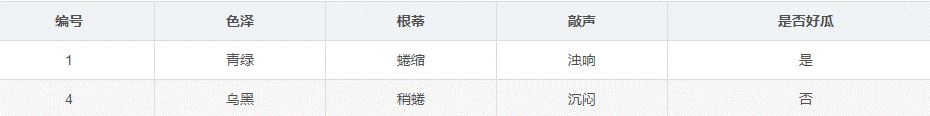 编号 色泽 根蒂 敲声 是否好瓜
1 青绿 蜷缩 浊响 是
4 乌黑 稍蜷 沉闷 否